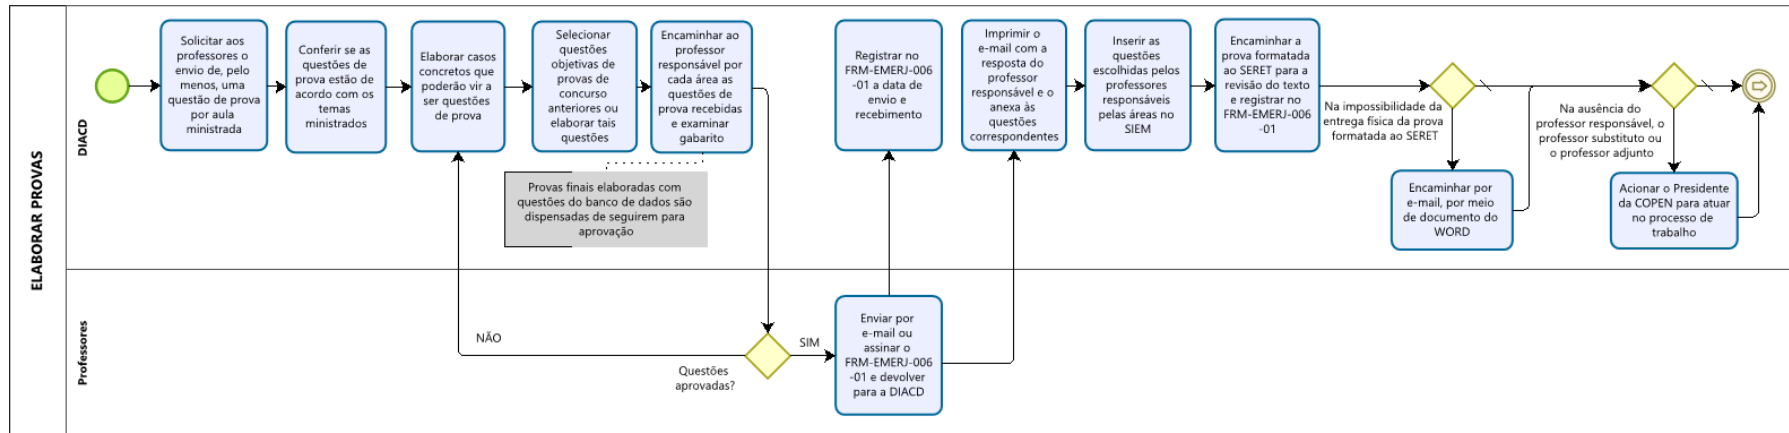 ELABORAR PROVAS
DIACD
Solicitar aos
professores o
envio de, pelo
menos, uma
questão de prova
por aula
ministrada
Conferir se as
questões de
prova estão de
acordo com os
temas
ministrados
Elaborar casos
concretos que
poderão vir a
ser questões
de prova
Selecionar
questões
objetivas de
provas de
concurso
anteriores ou
elaborar tais
questões
Encaminhar ao
professor
responsável por
cada área as
questões de
prova recebidas
e examinar
gabarito
Provas finais elaboradas com
questões do banco de dados são
dispensadas de seguirem para
aprovação
Registrar no
FRM-EMERJ-006
-01 a data de
envio e
recebimento
Imprimir o
e-mail com a
resposta do
professor
responsável e o
anexa às
questões
correspondentes
Inserir as
questões
escolhidas pelos
professores
responsáveis
pelas áreas no
SIEM
Encaminhar a
prova formatada
ao SERET para a
revisão do texto
e registrar no
FRM-EMERJ-006
-01
Na impossibilidade da
entrega física da prova
formatada ao SERET
Encaminhar por
e-mail, por meio
de documento do
WORD
Na ausência do
professor responsável, o
professor substituto ou
o professor adjunto
Acionar o Presidente
da COPEN para atuar
no processo de
trabalho
Professores
NÃO
Questões
aprovadas?
SIM
Enviar por
e-mail ou
assinar o
FRM-EMERJ-006
-01 e devolver
para a DIACD